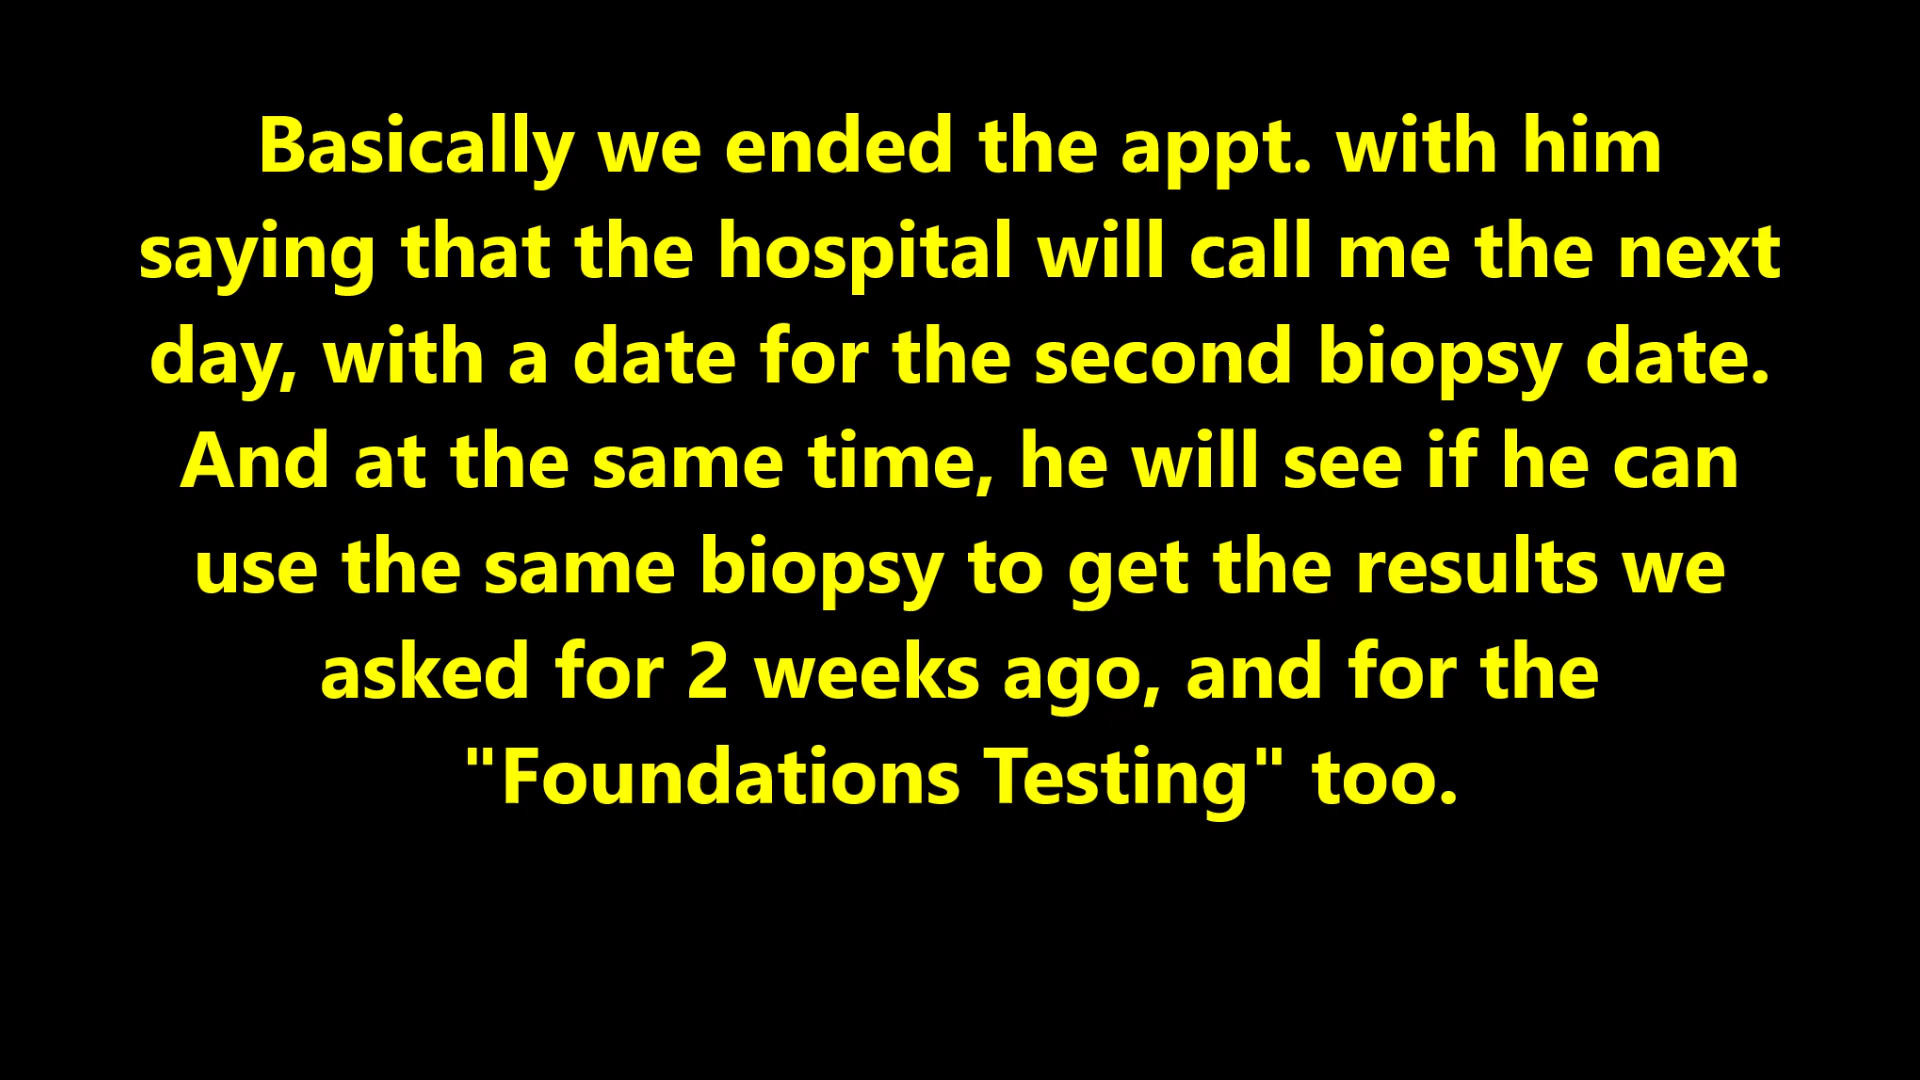 Basically we ended the appt. with him
saying that the hospital will call me the next
day, with a date for the second biopsy date.
And at the same time, he will see if he can
use the same biopsy to get the results we
asked for 2 weeks ago, and for the
"Foundations Testing" too.